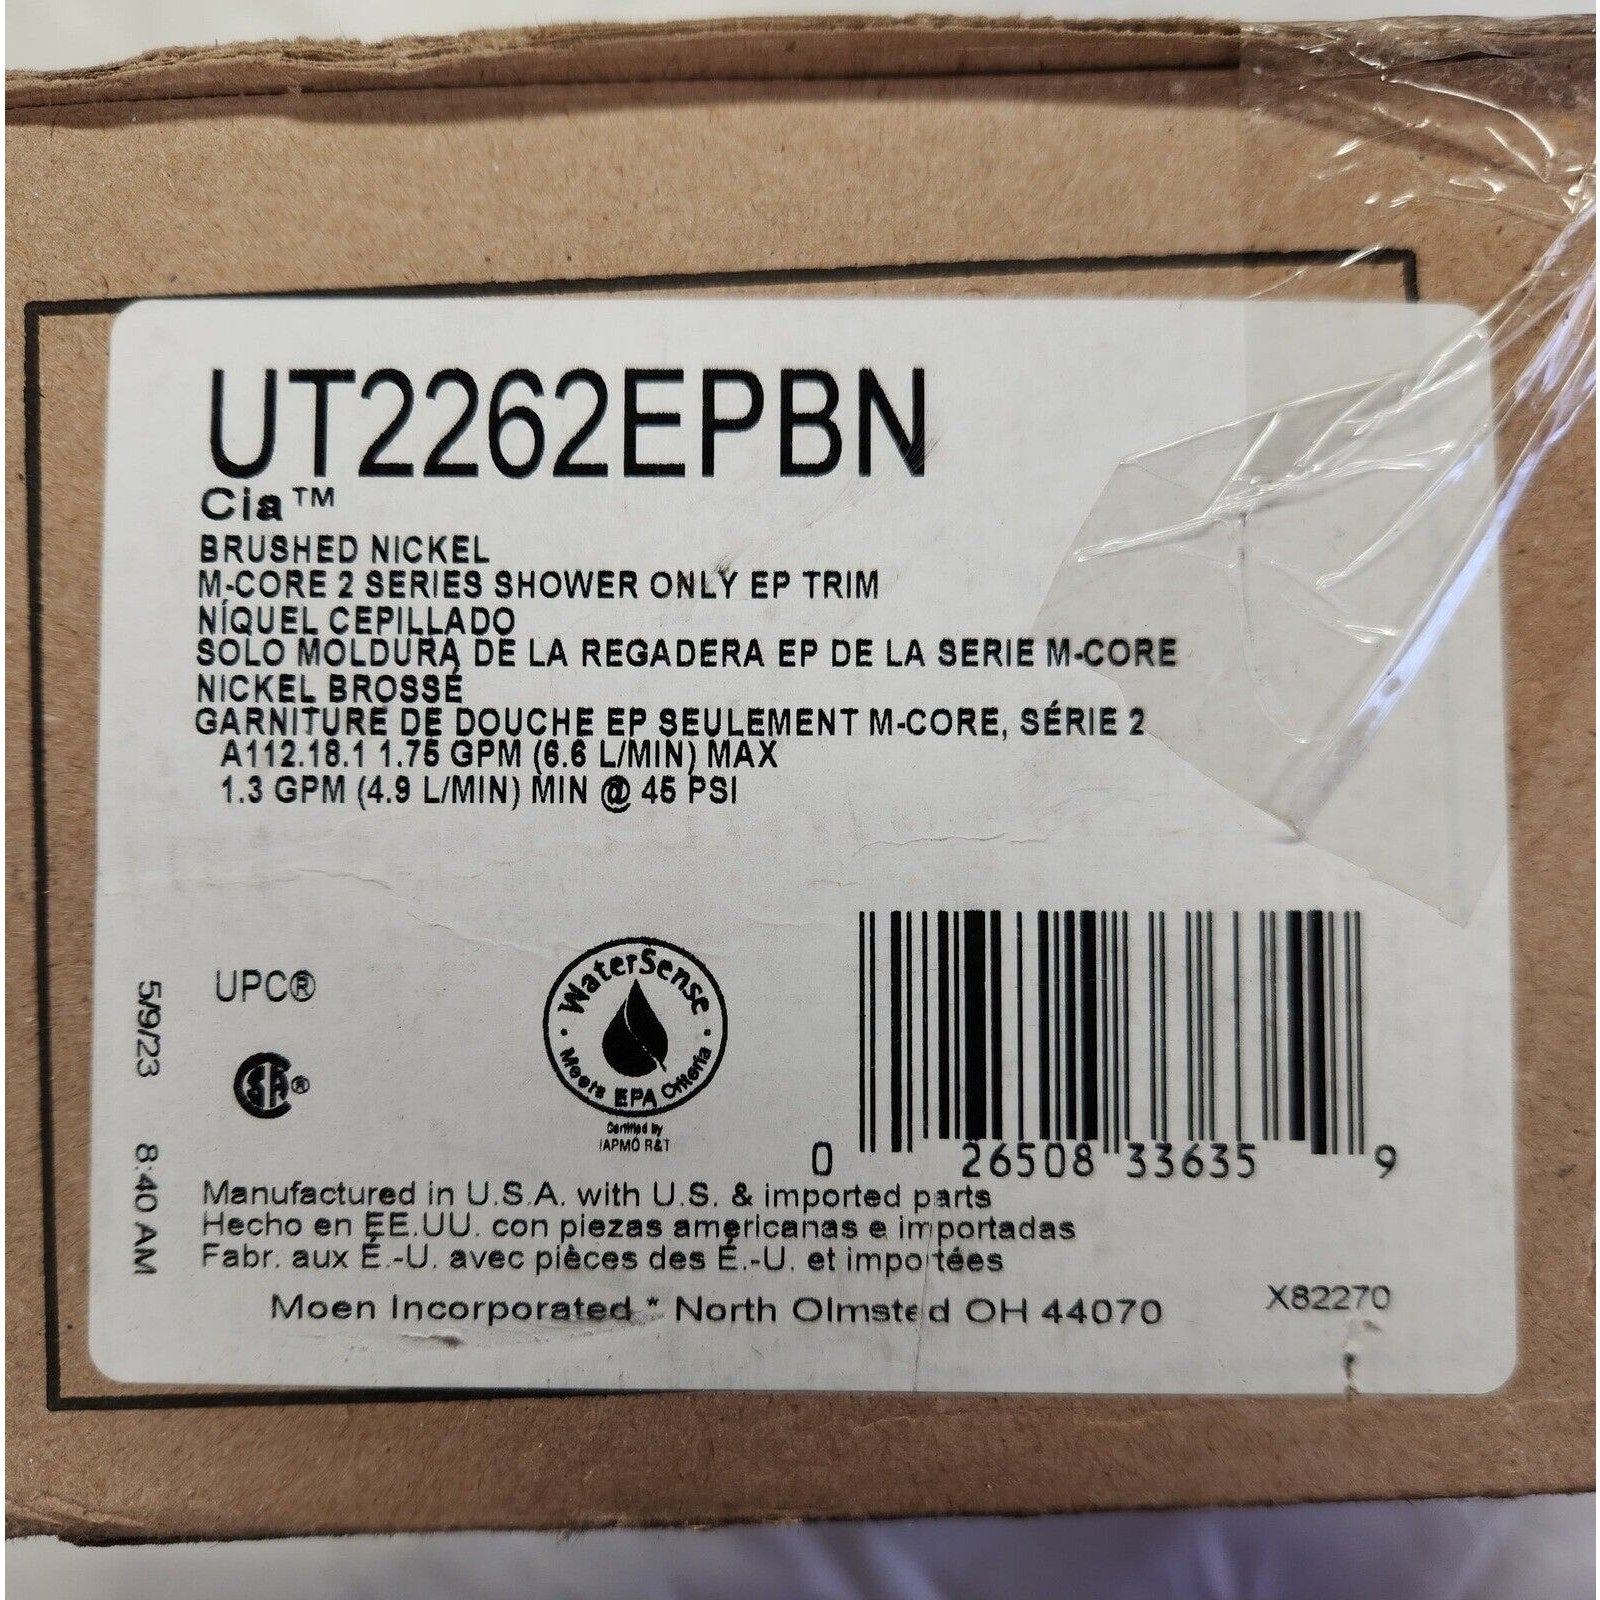 UT2262EPBN
Cia™
BRUSHED NICKEL
M-CORE 2 SERIES SHOWER ONLY EP TRIM
NÍQUEL CEPILLADO
SOLO MOLDURA DE LA REGADERA EP DE LA SERIE M-CORE
NICKEL BROSSÉ
GARNITURE DE DOUCHE EP SEULEMENT M-CORE, SÉRIE 2
A112.18.1 1.75 GPM (6.6 L/MIN) MAX
1.3 GPM (4.9 L/MIN) MIN @ 45 PSI
5/9/23 8:40 AM
UPC®
CSA®
WaterSense
Meets EPA Criteria
Certified by
IAPMO R&T
0 26508 33635 9
Manufactured in U.S.A. with U.S. & imported parts
Hecho en EE.UU. con piezas americanas e importadas
Fabr. aux É.-U. avec pièces des É.-U. et importées
Moen Incorporated * North Olmsted OH 44070
X82270